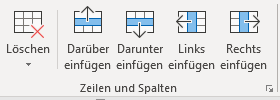 Löschen
Darüber einfügen
Darunter einfügen
Links einfügen
Rechts einfügen
Zeilen und Spalten